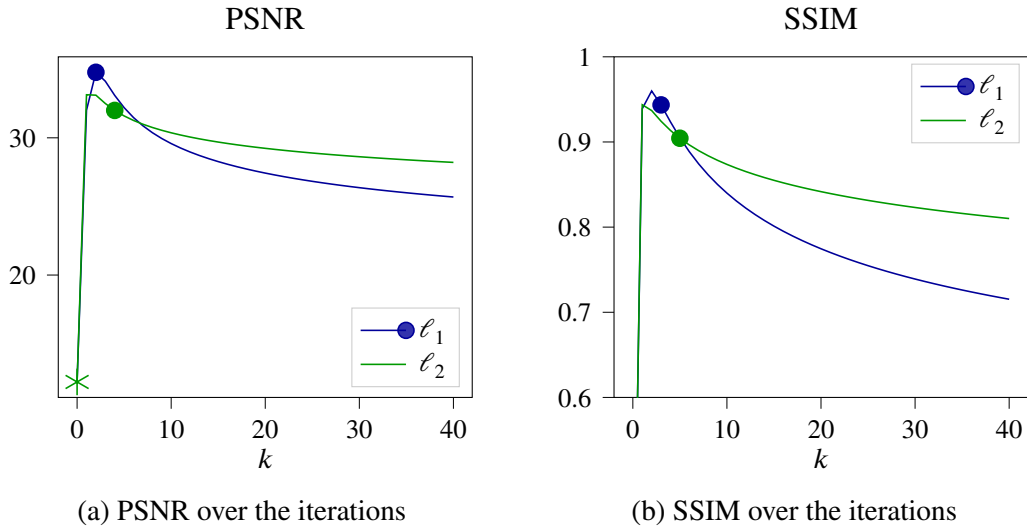 PSNR
30
20
0 10 20 30 40
k
ℓ1
ℓ2
(a) PSNR over the iterations
SSIM
1
0.9
0.8
0.7
0.6
0 10 20 30 40
k
ℓ1
ℓ2
(b) SSIM over the iterations